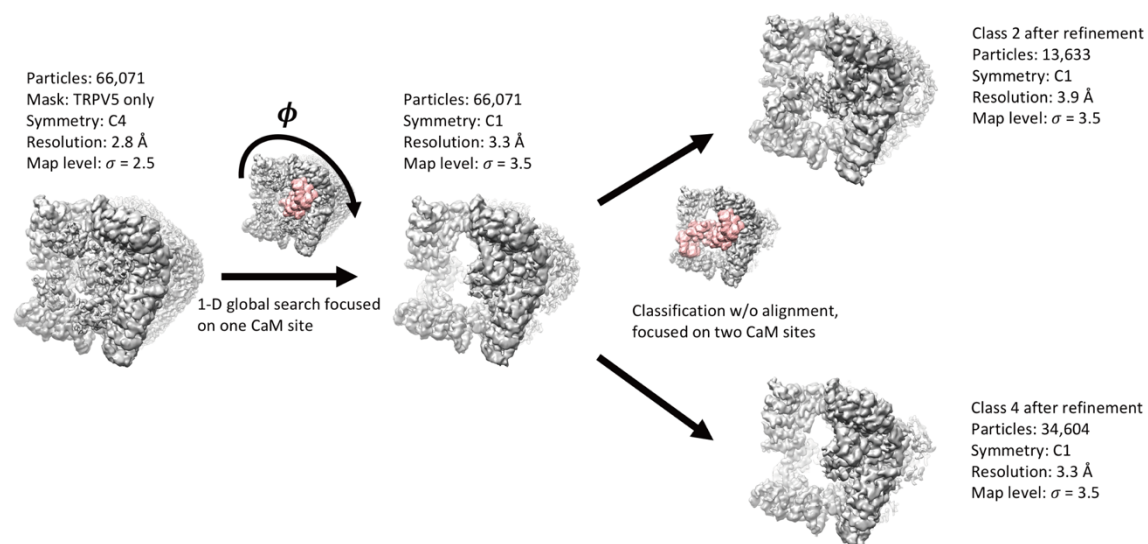 Particles: 66,071
Mask: TRPV5 only
Symmetry: C4
Resolution: 2.8 Å
Map level: σ = 2.5
ϕ
1-D global search focused
on one CaM site
Particles: 66,071
Symmetry: C1
Resolution: 3.3 Å
Map level: σ = 3.5
Classification w/o alignment,
focused on two CaM sites
Class 2 after refinement
Particles: 13,633
Symmetry: C1
Resolution: 3.9 Å
Map level: σ = 3.5
Class 4 after refinement
Particles: 34,604
Symmetry: C1
Resolution: 3.3 Å
Map level: σ = 3.5